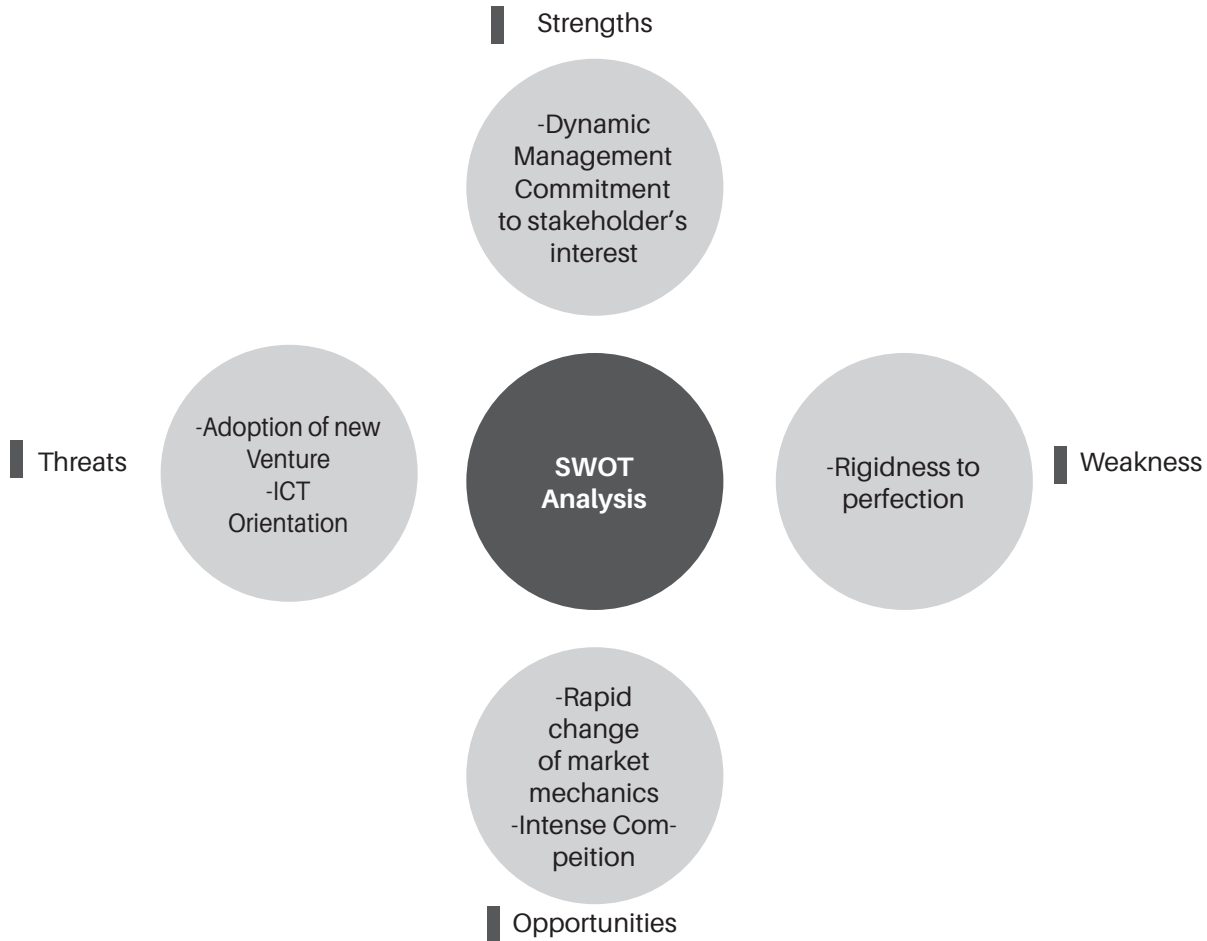 Strengths
-Dynamic
Management
Commitment
to stakeholder’s
interest
Threats
-Adoption of new
Venture
-ICT
Orientation
SWOT
Analysis
-Rigidness to
perfection
Weakness
-Rapid
change
of market
mechanics
-Intense Com-
peition
Opportunities